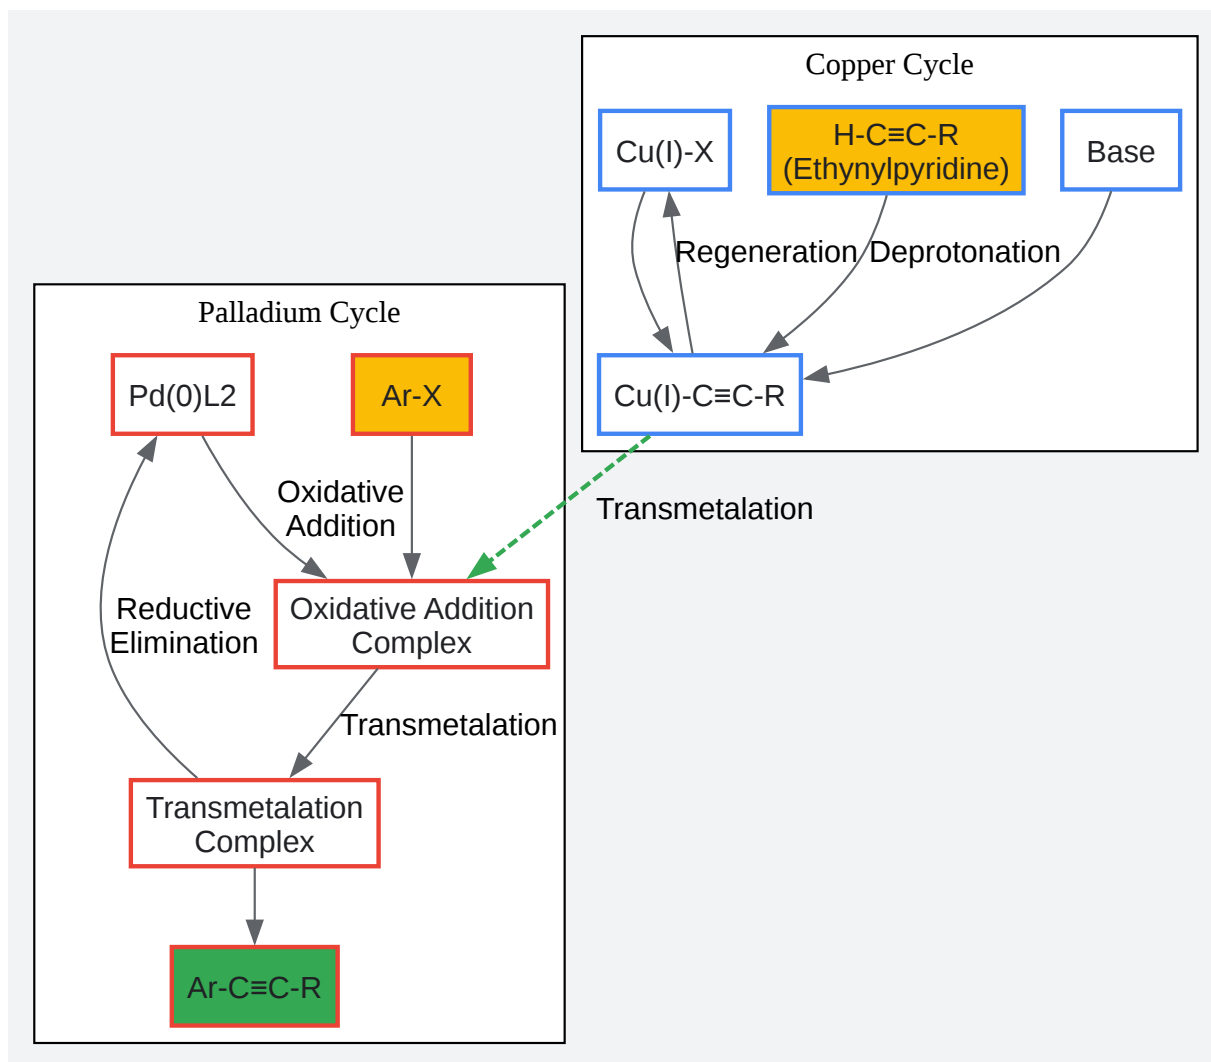 Copper Cycle
Cu(I)-X
H-C≡C-R
(Ethynylpyridine)
Base
Regeneration
Deprotonation
Cu(I)-C≡C-R
Transmetalation
Palladium Cycle
Pd(0)L2
Ar-X
Oxidative
Addition
Oxidative Addition
Complex
Reductive
Elimination
Transmetalation
Transmetalation
Complex
Ar-C≡C-R